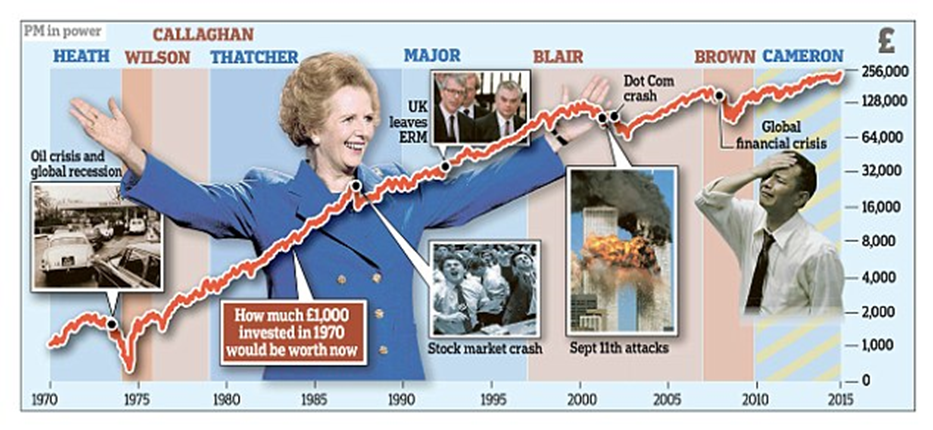 PM in power
£
CALLAGHAN
HEATH
WILSON
THATCHER
MAJOR
BLAIR
BROWN
CAMERON
256,000
128,000
64,000
32,000
16,000
8,000
4,000
2,000
1,000
0
Oil crisis and
global recession
UK
leaves
ERM
Dot Com
crash
Global
financial crisis
How much £1,000
invested in 1970
would be worth now
Stock market crash
Sept 11th attacks
1970
1975
1980
1985
1990
1995
2000
2005
2010
2015